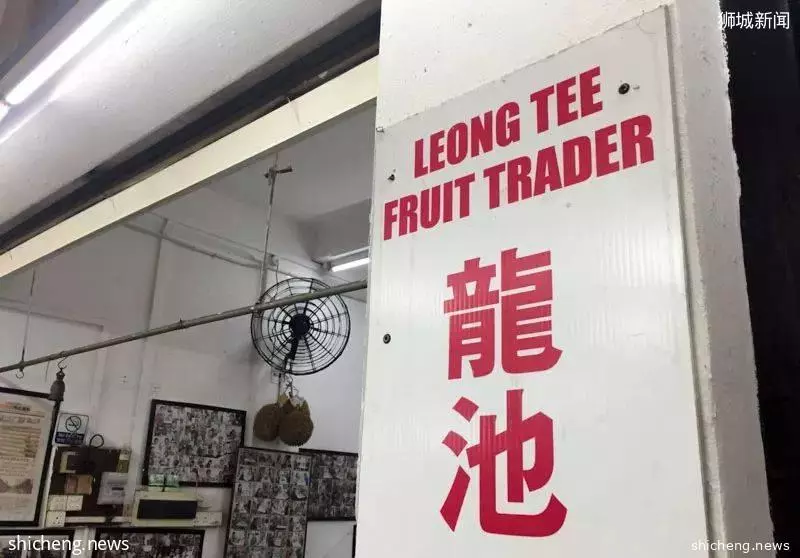 狮城新闻
LEONG TEE
FRUIT TRADER
龍
池
shicheng.news
shicheng.news